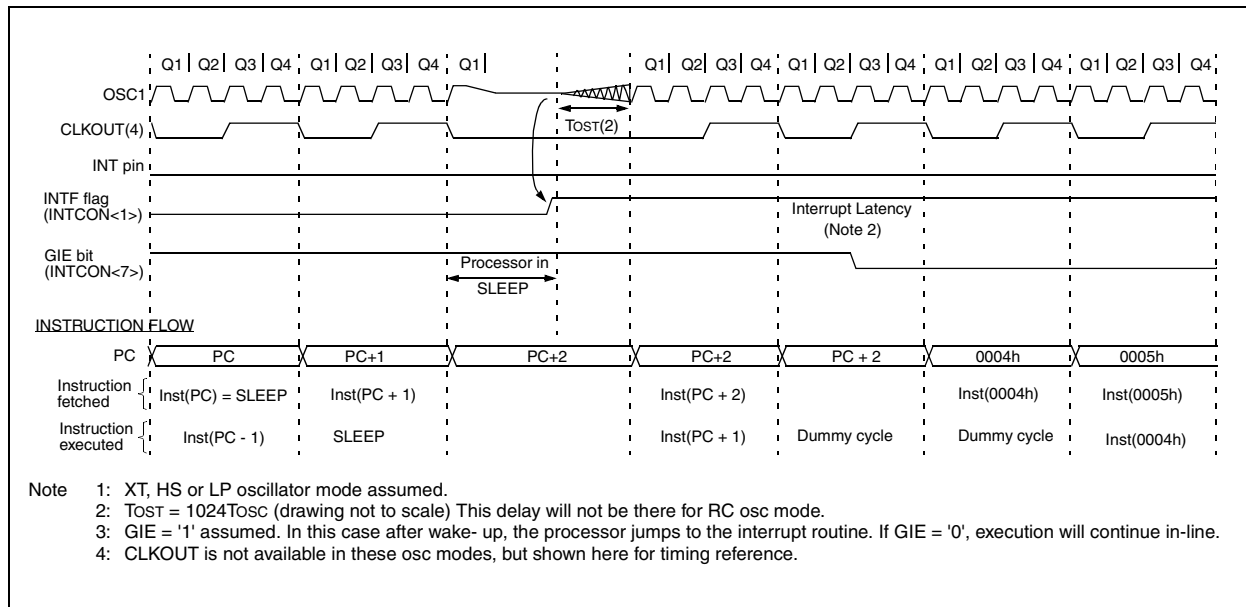 Q1 Q2 Q3 Q4 Q1 Q2 Q3 Q4 Q1 Q1 Q2 Q3 Q4 Q1 Q2 Q3 Q4 Q1 Q2 Q3 Q4 Q1 Q2 Q3 Q4
OSC1
TOST(2)
CLKOUT(4)
INT pin
INTF flag
(INTCON<1>)
Interrupt Latency
(Note 2)
GIE bit
(INTCON<7>)
Processor in
SLEEP
INSTRUCTION FLOW
PC PC PC+1 PC+2 PC+2 PC + 2 0004h 0005h
Instruction
fetched
Inst(PC) = SLEEP Inst(PC + 1) Inst(PC + 2) Inst(0004h) Inst(0005h)
Instruction
executed
Inst(PC - 1) SLEEP Inst(PC + 1) Dummy cycle Dummy cycle Inst(0004h)
Note 1: XT, HS or LP oscillator mode assumed.
2: TOST = 1024TOSC (drawing not to scale) This delay will not be there for RC osc mode.
3: GIE = '1' assumed. In this case after wake- up, the processor jumps to the interrupt routine. If GIE = '0', execution will continue in-line.
4: CLKOUT is not available in these osc modes, but shown here for timing reference.